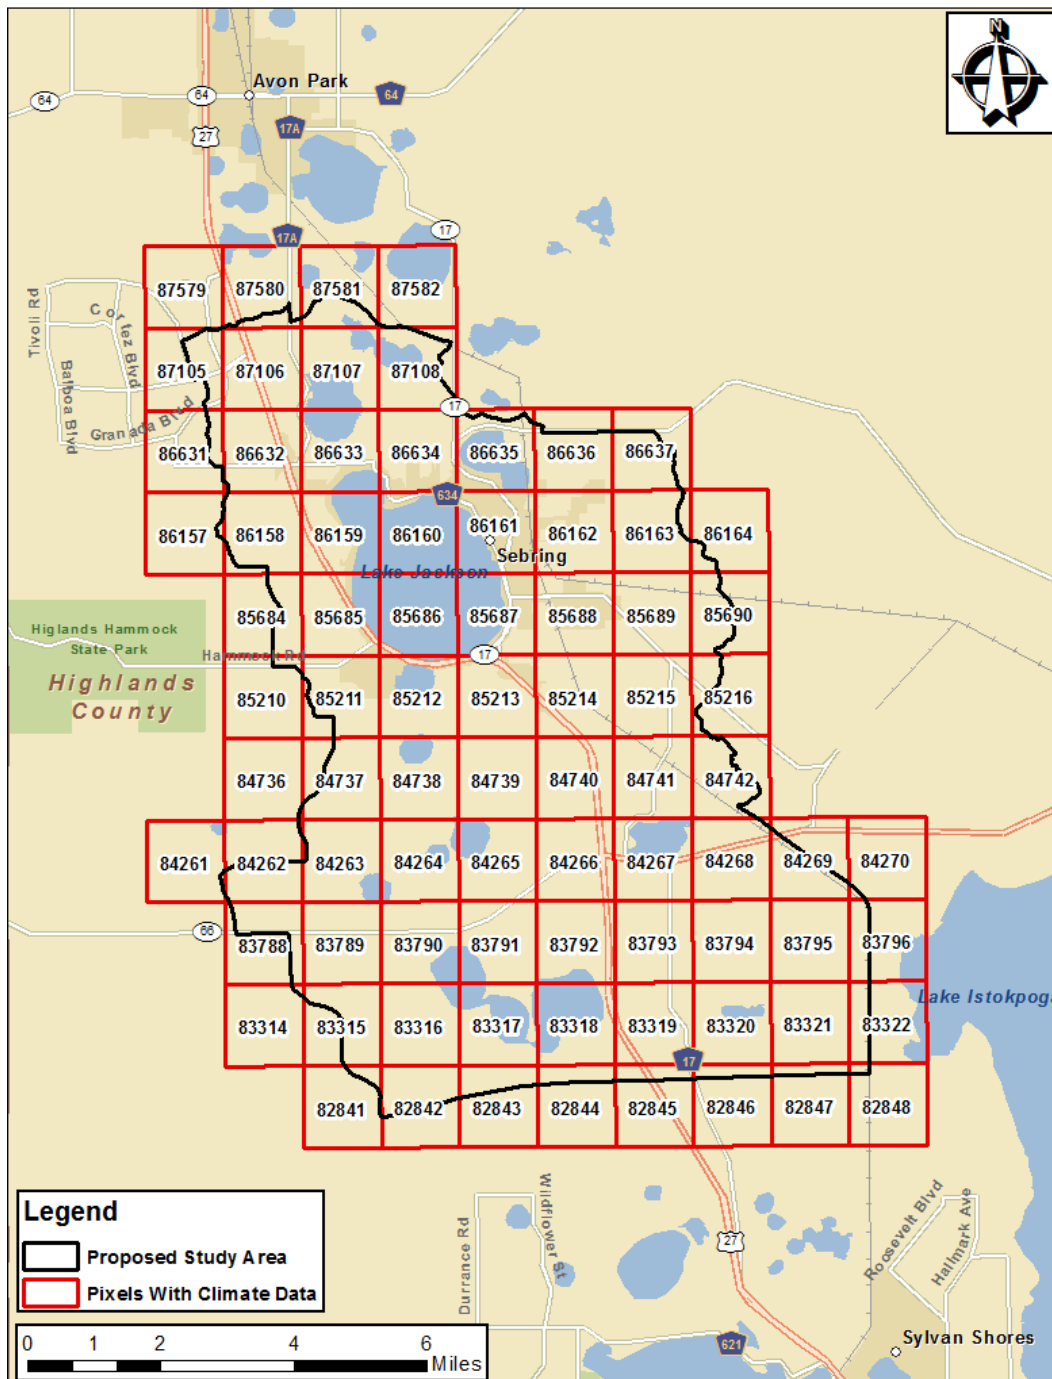 N
Avon Park
64
64
64
27
17A
17
17A
87579 87580 87581 87582
Tivoli Rd
Cortez Blvd
Balboa Blvd
Granada Blvd
87105 87106 87107 87108
17
86631 86632 86633 86634 86635 86636 86637
634
86157 86158 86159 86160 86161 86162 86163 86164
Sebring
Lake Jackson
85684 85685 85686 85687 85688 85689 85690
Higlands Hammock
State Park
Hammock Rd
17
Highlands
County
85210 85211 85212 85213 85214 85215 85216
84736 84737 84738 84739 84740 84741 84742
84261 84262 84263 84264 84265 84266 84267 84268 84269 84270
66
83788 83789 83790 83791 83792 83793 83794 83795 83796
Lake Istokpoga
83314 83315 83316 83317 83318 83319 83320 83321 83322
17
82841 82842 82843 82844 82845 82846 82847 82848
Durrance Rd
Wildflower St
27
Roosevelt Blvd
Hallmark Ave
621
Sylvan Shores
Legend
Proposed Study Area
Pixels With Climate Data
0 1 2 4 6
Miles